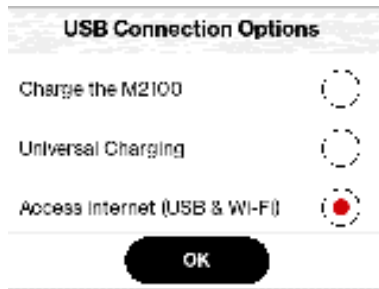 USB Connection Options
Charge the M2100
Universal Charging
Access Internet (USB & Wi-Fi)
OK